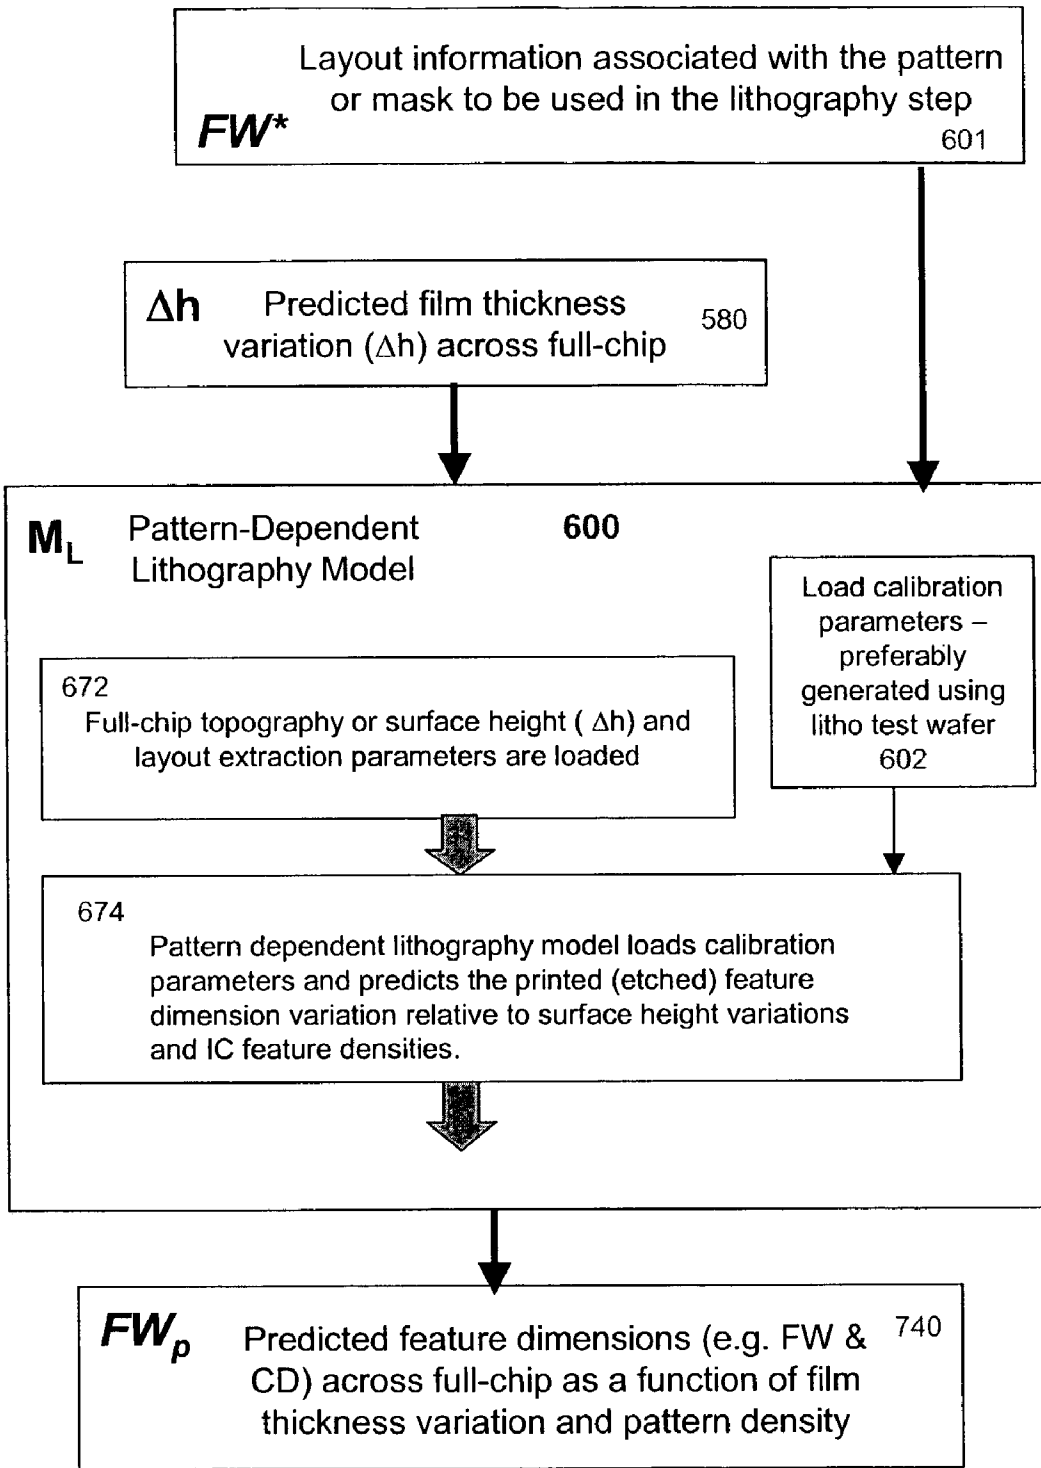 Layout information associated with the pattern
or mask to be used in the lithography step
FW*
601
Δh Predicted film thickness
variation (Δh) across full-chip
580
M_L Pattern-Dependent 600
Lithography Model
Load calibration
parameters –
preferably
generated using
litho test wafer
602
672
Full-chip topography or surface height ( Δh) and
layout extraction parameters are loaded
674
Pattern dependent lithography model loads calibration
parameters and predicts the printed (etched) feature
dimension variation relative to surface height variations
and IC feature densities.
FW_p Predicted feature dimensions (e.g. FW & 740
CD) across full-chip as a function of film
thickness variation and pattern density